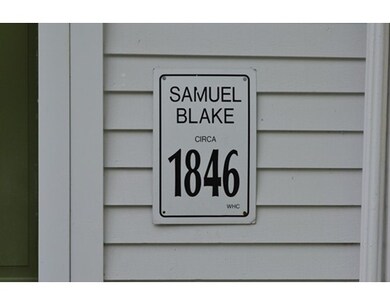 SAMUEL
BLAKE
CIRCA
1846
WHC